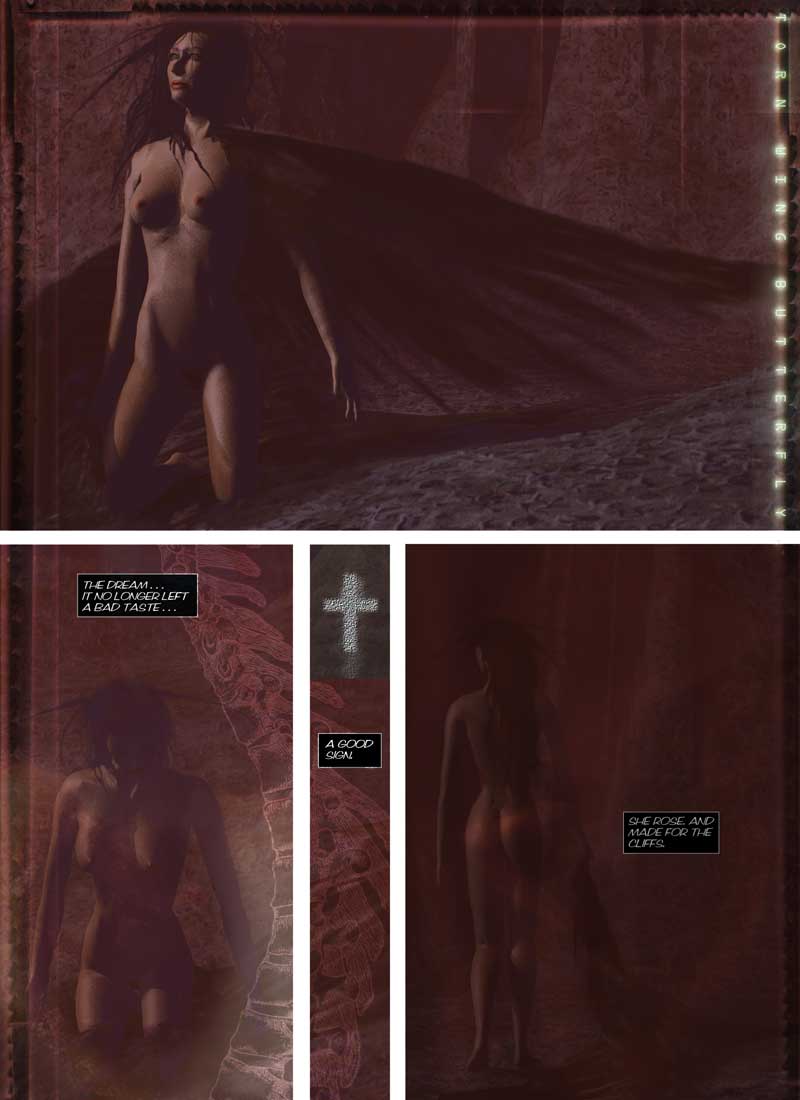 TORN WING BUTTERFLY
THE DREAM . . .
IT NO LONGER LEFT
A BAD TASTE . . .
A GOOD
SIGN.
SHE ROSE, AND
MADE FOR THE
CLIFFS.